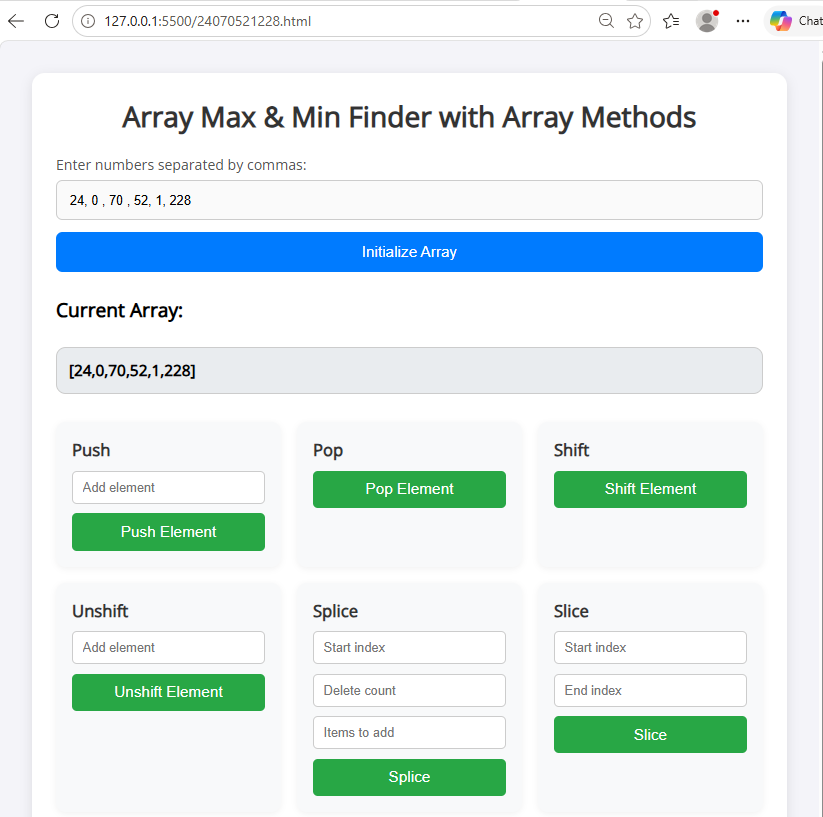 127.0.0.1:5500/24070521228.html
Chat
Array Max & Min Finder with Array Methods
Enter numbers separated by commas:
24, 0 , 70 , 52, 1, 228
Initialize Array
Current Array:
[24,0,70,52,1,228]
Push
Add element
Push Element
Pop
Pop Element
Shift
Shift Element
Unshift
Add element
Unshift Element
Splice
Start index
Delete count
Items to add
Splice
Slice
Start index
End index
Slice